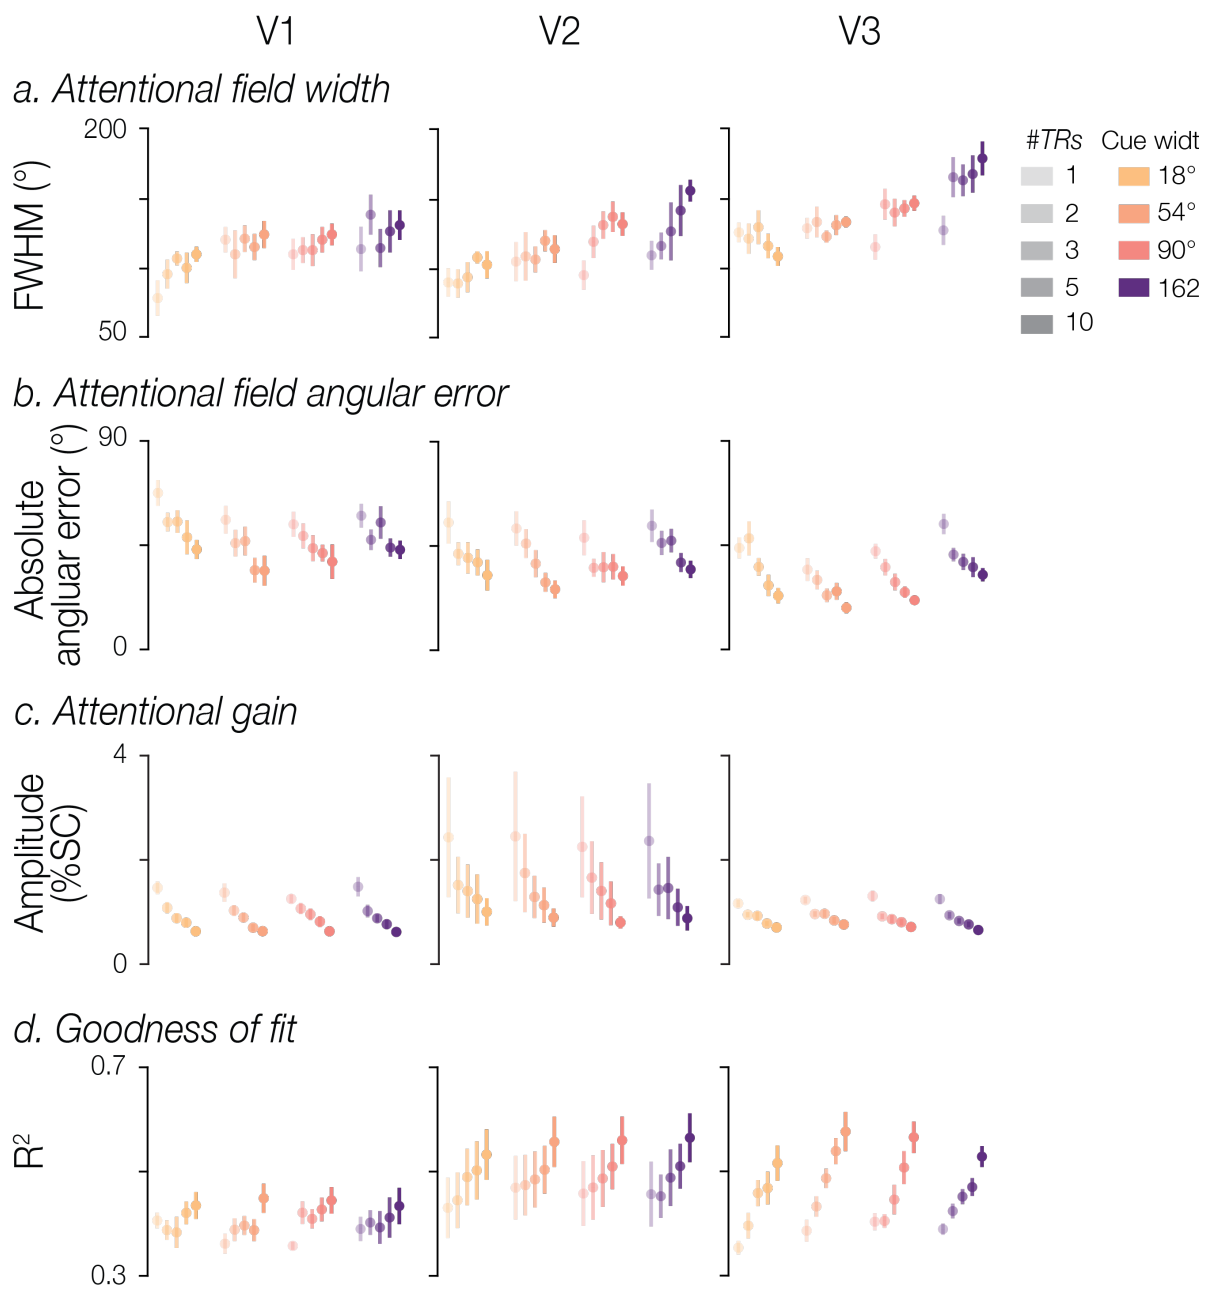 V1 V2 V3
a. Attentional field width
200
50
FWHM (°)
#TRs Cue widt
1 18°
2 54°
3 90°
5 162
10
b. Attentional field angular error
90
0
Absolute
angluar error (°)
c. Attentional gain
4
0
Amplitude
(%SC)
d. Goodness of fit
0.7
0.3
R²